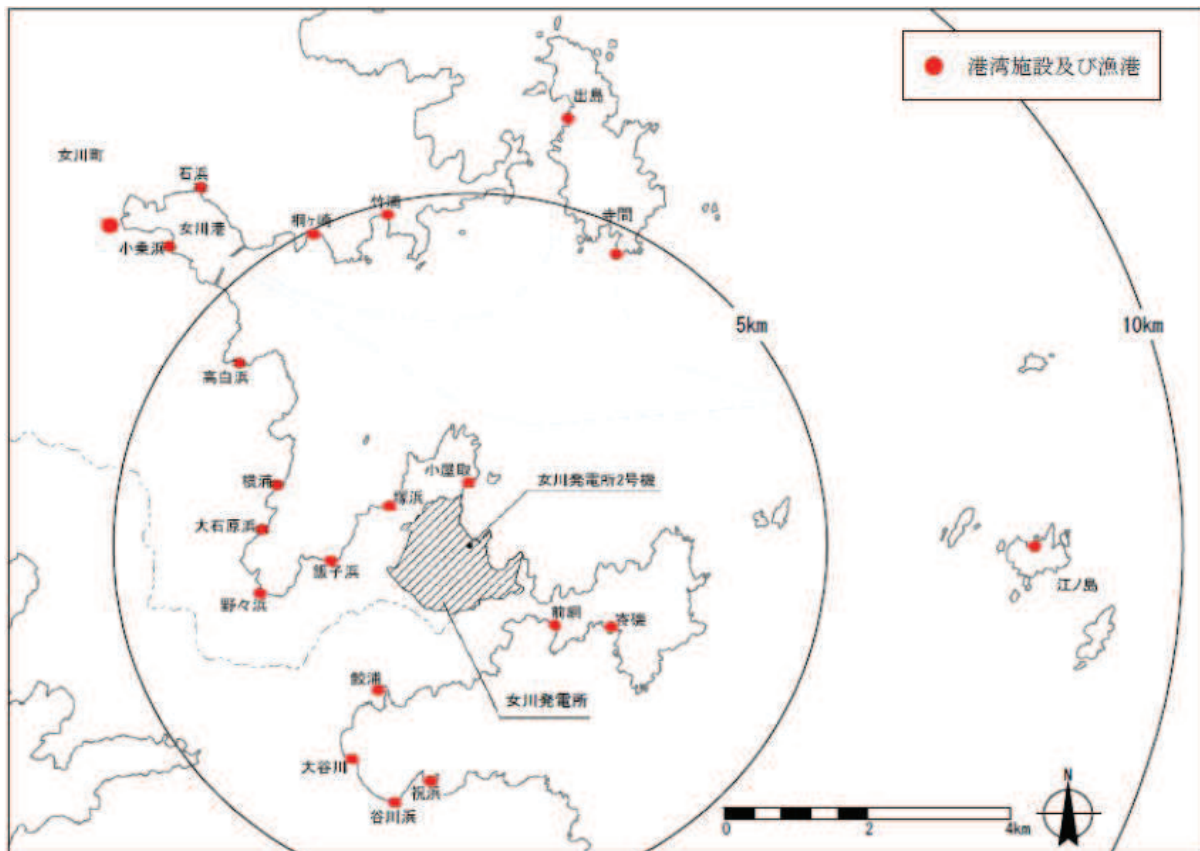 港湾施設及び漁港
出島
女川町
石浜
竹浦
女川港
桐ヶ崎
寺間
小乗浜
5km
10km
高白浜
小屋取
女川発電所2号機
横浦
塚浜
大石原浜
飯子浜
江ノ島
野々浜
前網
寄磯
鮫浦
女川発電所
大谷川
祝浜
谷川浜
N
0
2
4km